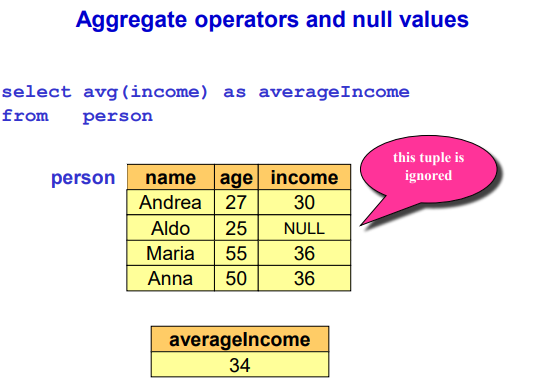 Aggregate operators and null values
select avg(income) as averageIncome
from person
this tuple is
ignored
person name age income
Andrea 27 30
Aldo 25 NULL
Maria 55 36
Anna 50 36
averageIncome
34